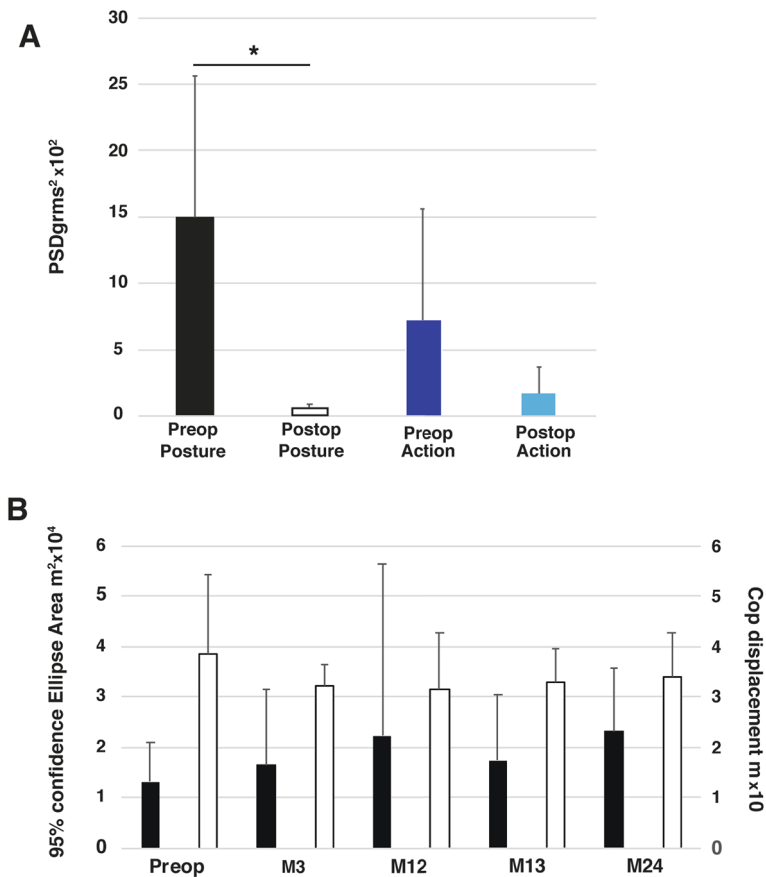 A
30
25
20
15
10
5
0
*
PSDgrms² x10²
Preop
Posture
Postop
Posture
Preop
Action
Postop
Action
B
95% confidence Ellipse Area m²x10⁴
6
5
4
3
2
1
0
6
5
4
3
2
1
0
Cop displacement m x10
Preop
M3
M12
M13
M24